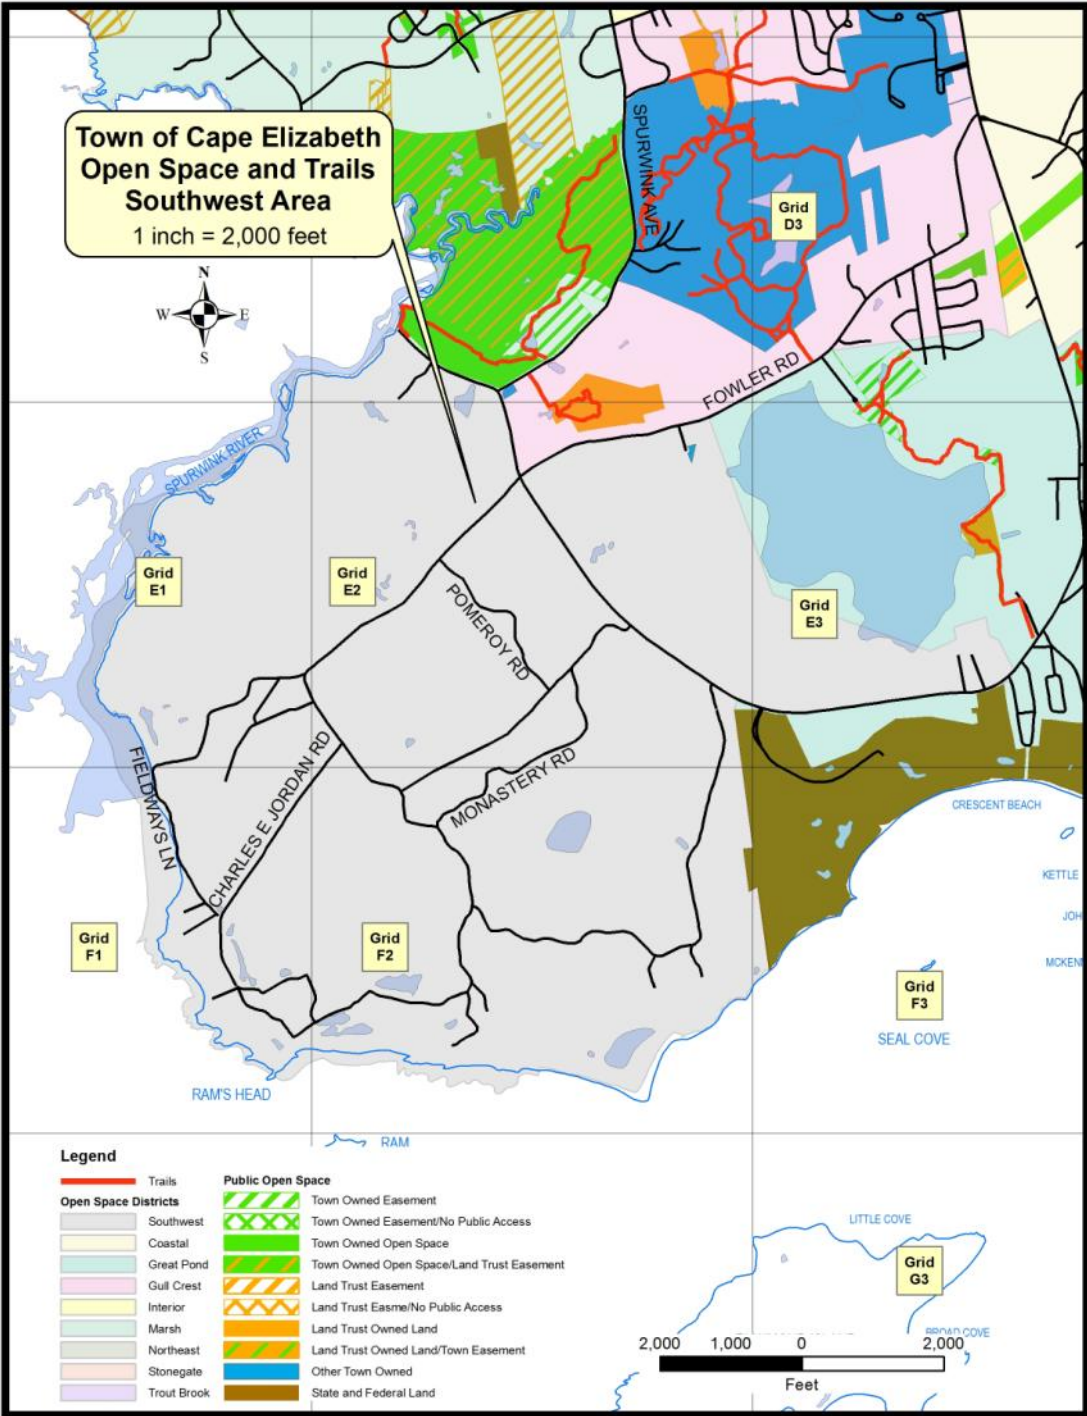 Town of Cape Elizabeth
Open Space and Trails
Southwest Area
1 inch = 2,000 feet
N
W
E
S
SPURWINK AVE
Grid
D3
FOWLER RD
SPURWINK RIVER
Grid
E1
Grid
E2
POMEROY RD
Grid
E3
FIELDWAYS LN
CHARLES E JORDAN RD
MONASTERY RD
CRESCENT BEACH
KETTLE
JOH
MCKEN
Grid
F1
Grid
F2
Grid
F3
SEAL COVE
RAM'S HEAD
RAM
Legend
Trails
Open Space Districts
Southwest
Coastal
Great Pond
Gull Crest
Interior
Marsh
Northeast
Stonegate
Trout Brook
Public Open Space
Town Owned Easement
Town Owned Easement/No Public Access
Town Owned Open Space
Town Owned Open Space/Land Trust Easement
Land Trust Easement
Land Trust Easme/No Public Access
Land Trust Owned Land
Land Trust Owned Land/Town Easement
Other Town Owned
State and Federal Land
LITTLE COVE
Grid
G3
BROAD COVE
2,000 1,000 0 2,000
Feet